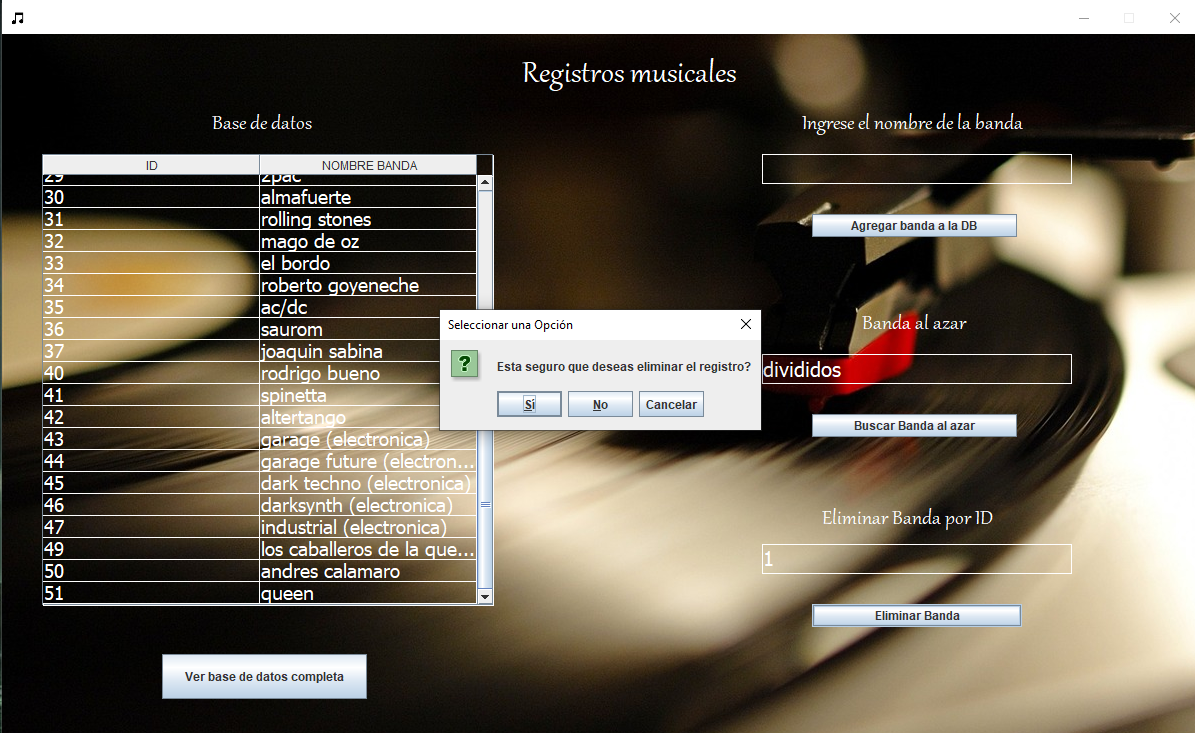 Registros musicales
Base de datos
ID NOMBRE BANDA
29 2pac
30 almafuerte
31 rolling stones
32 mago de oz
33 el bordo
34 roberto goyeneche
35 ac/dc
36 saurom
37 joaquin sabina
40 rodrigo bueno
41 spinetta
42 altertango
43 garage (electronica)
44 garage future (electron...
45 dark techno (electronica)
46 darksynth (electronica)
47 industrial (electronica)
49 los caballeros de la que...
50 andres calamaro
51 queen
Ver base de datos completa
Seleccionar una Opción
?
Esta seguro que deseas eliminar el registro?
Sí No Cancelar
Ingrese el nombre de la banda
Agregar banda a la DB
Banda al azar
divididos
Buscar Banda al azar
Eliminar Banda por ID
1
Eliminar Banda